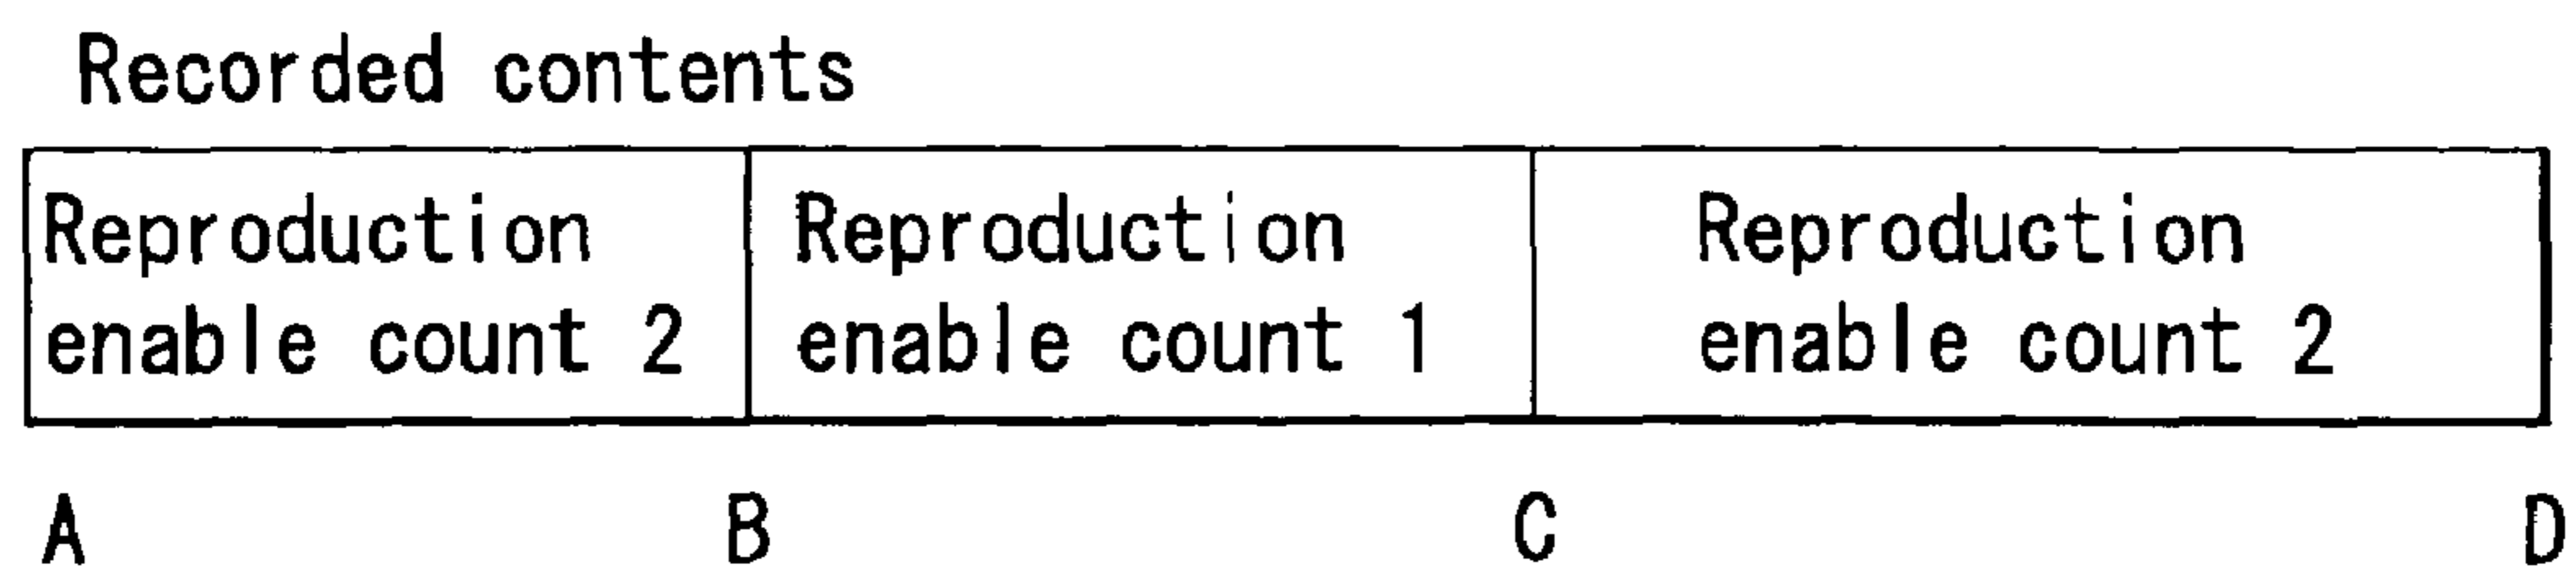 Recorded contents
Reproduction enable count 2
Reproduction enable count 1
Reproduction enable count 2
A B C D